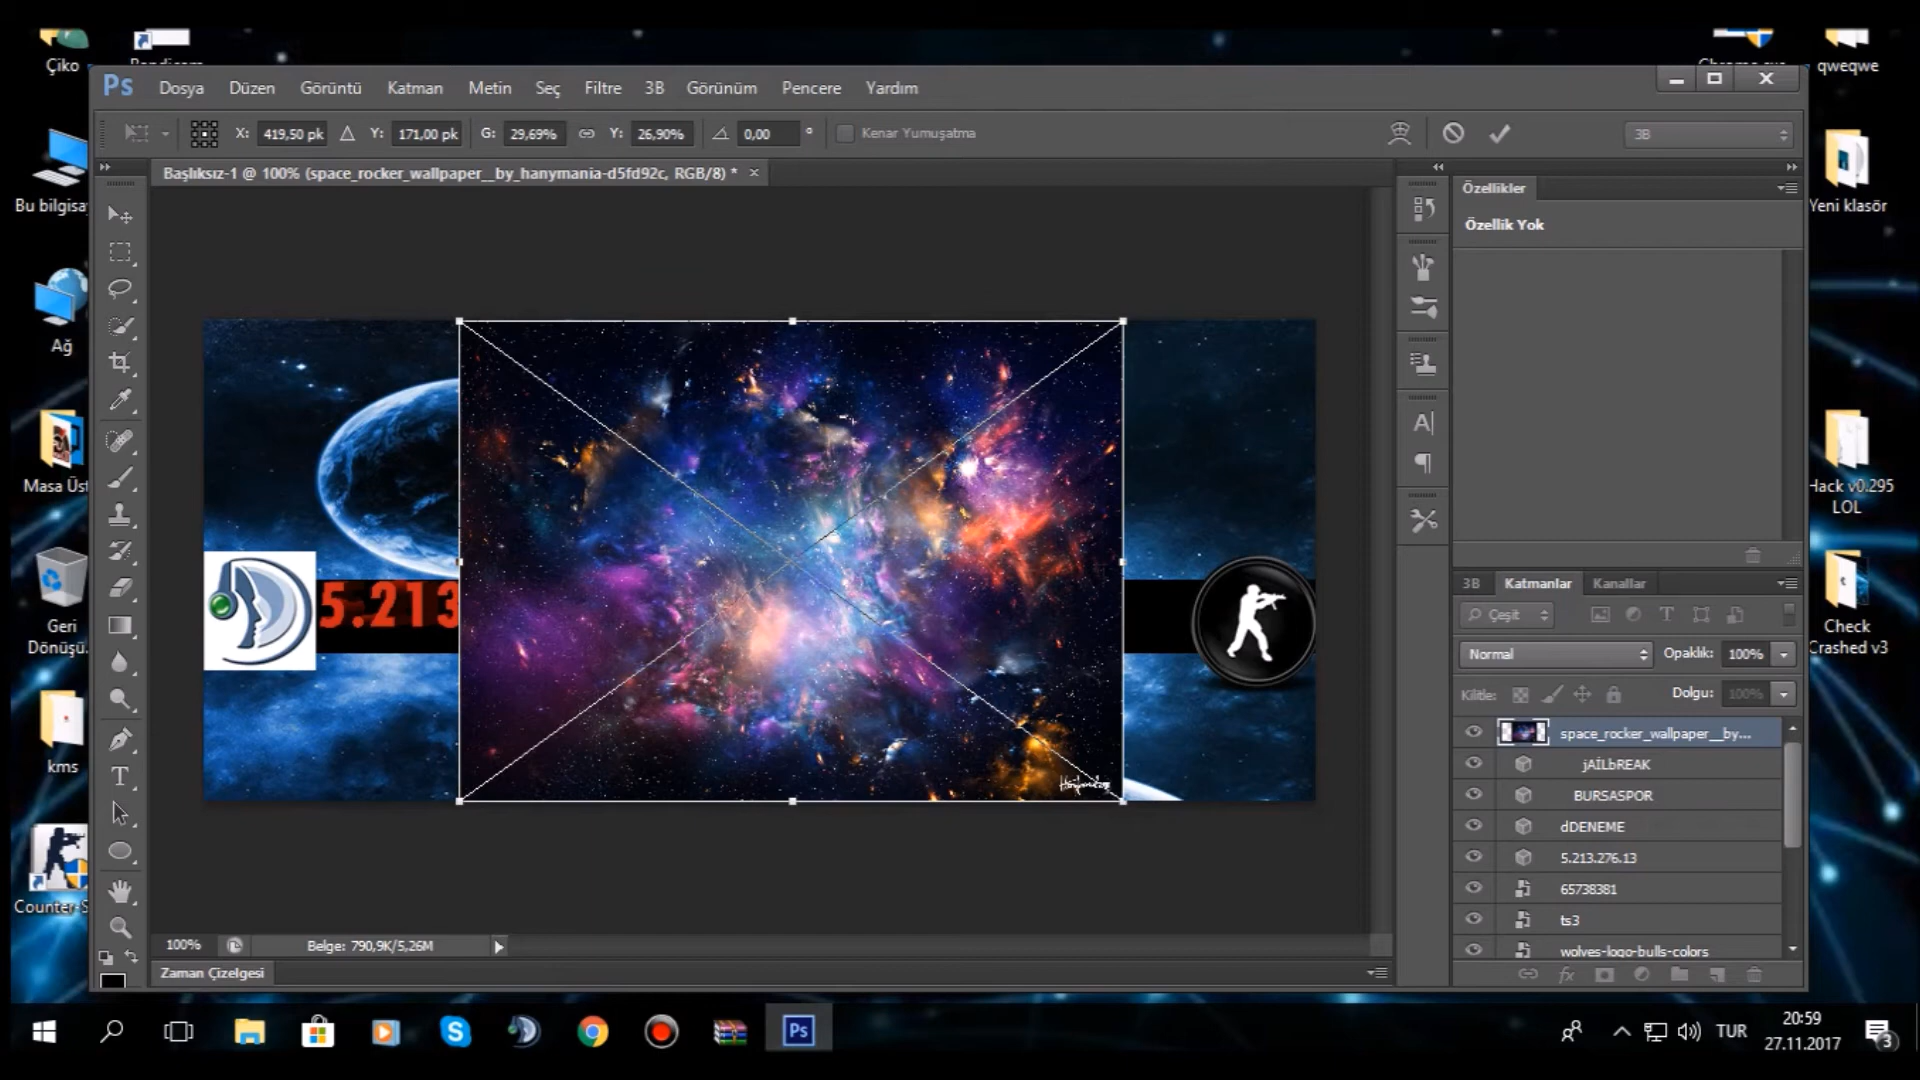 Çiko
qweqwe
Ps Dosya Düzen Görüntü Katman Metin Seç Filtre 3B Görünüm Pencere Yardım
X: 419,50 pk Y: 171,00 pk G: 29,69% Y: 26,90% 0,00 ° Kenar Yumuşatma 3B
Başlıksız-1 @ 100% (space_rocker_wallpaper__by_hanymania-d5fd92c, RGB/8) * ×
Özellikler
Özellik Yok
Bu bilgisay
Yeni klasör
Ağ
Masa Üst
Hack v0.295
LOL
5.213
Geri
Dönüşü.
Check
Crashed v3
kms
Counter-S
3B Katmanlar Kanallar
Çeşit
Normal Opaklık: 100%
Kilitle: Dolgu: 100%
space_rocker_wallpaper__by...
jAİLbREAK
BURSASPOR
dDENEME
5.213.276.13
65738381
ts3
wolves-logo-bulls-colors
100% Belge: 790,9K/5,26M
Zaman Çizelgesi
Ps
TUR
20:59
27.11.2017
3